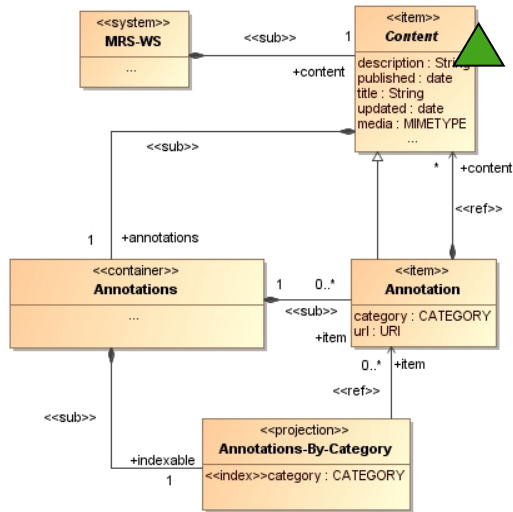 <<system>>
MRS-WS
...
<<sub>>
1
+content
<<item>>
Content
description : String
published : date
title : String
updated : date
media : MIMETYPE
...
<<sub>>
*
+content
<<ref>>
1
+annotations
<<container>>
Annotations
...
1
0..*
<<sub>>
+item
<<item>>
Annotation
category : CATEGORY
url : URI
0..*
+item
<<ref>>
<<sub>>
+indexable
1
<<projection>>
Annotations-By-Category
<<index>>category : CATEGORY